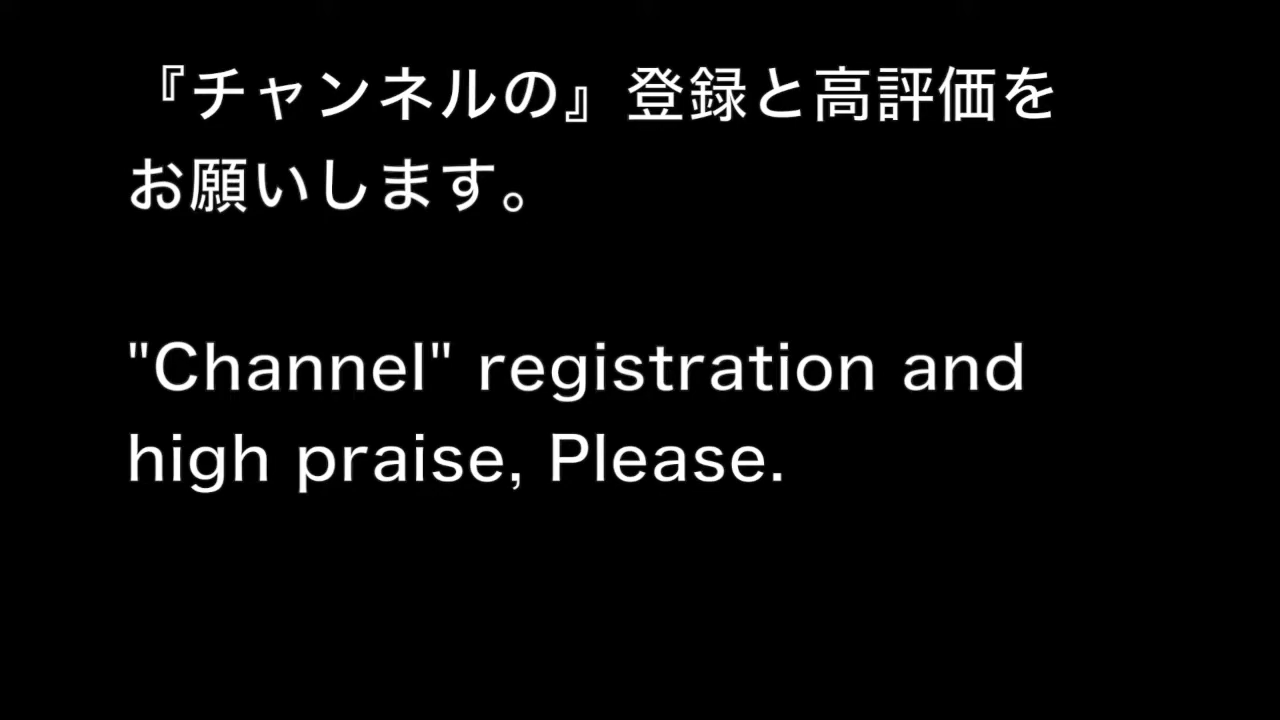 『チャンネルの』登録と高評価を
お願いします。
"Channel" registration and
high praise, Please.